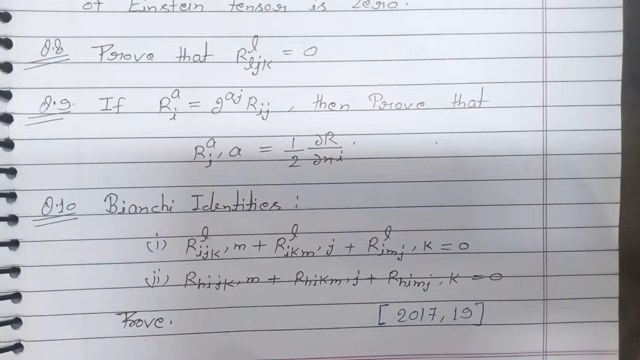 of Einstein tensor is zero.
Q.8 Prove that R^l_{ljk} = 0
Q.9. If R^a_i = g^{aj} R_{ij}, then Prove that
R^a_j, a = 1/2 ∂R/∂x^i.
Q.10 Bianchi Identities :
(i) R^l_{ijk},m + R^l_{ikm},j + R^l_{imj},k = 0
(ii) R_{hijk},m + R_{hikm},j + R_{himj},k = 0
Prove. [2017, 19]